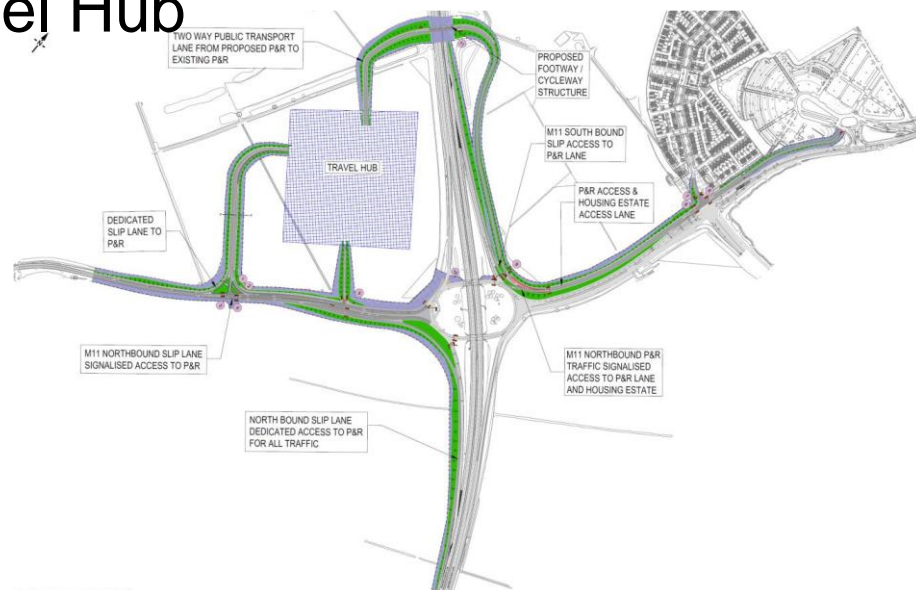 el Hub
TWO WAY PUBLIC TRANSPORT
LANE FROM PROPOSED P&R TO
EXISTING P&R
PROPOSED
FOOTWAY /
CYCLEWAY
STRUCTURE
M11 SOUTH BOUND
SLIP ACCESS TO
P&R LANE
TRAVEL HUB
P&R ACCESS &
HOUSING ESTATE
ACCESS LANE
DEDICATED
SLIP LANE TO
P&R
M11 NORTHBOUND SLIP LANE
SIGNALISED ACCESS TO P&R
M11 NORTHBOUND P&R
TRAFFIC SIGNALISED
ACCESS TO P&R LANE
AND HOUSING ESTATE
NORTH BOUND SLIP LANE
DEDICATED ACCESS TO P&R
FOR ALL TRAFFIC